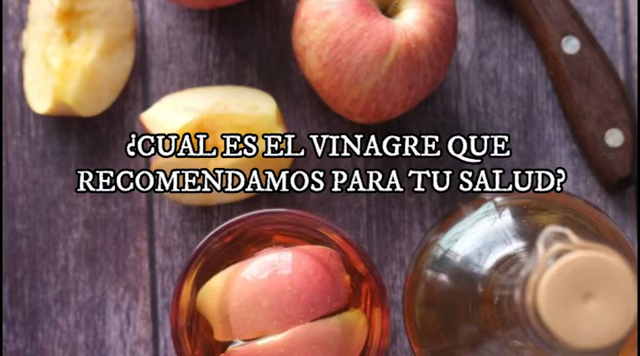 ¿CUAL ES EL VINAGRE QUE
RECOMENDAMOS PARA TU SALUD?